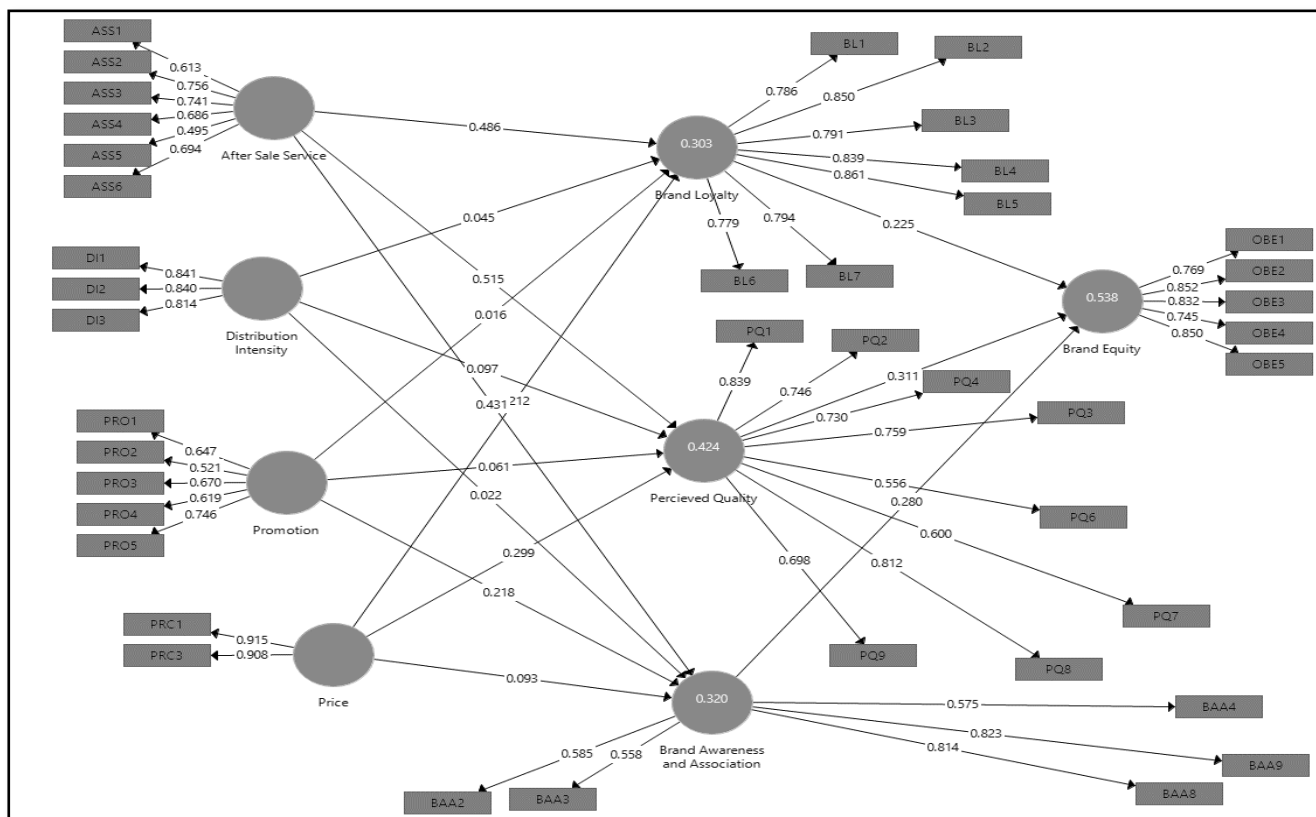 ASS1
ASS2
ASS3
ASS4
ASS5
ASS6
0.613
0.756
0.741
0.686
0.495
0.694
After Sale Service
DI1
DI2
DI3
0.841
0.840
0.814
Distribution
Intensity
PRO1
PRO2
PRO3
PRO4
PRO5
0.647
0.521
0.670
0.619
0.746
Promotion
PRC1
PRC3
0.915
0.908
Price
0.486
0.045
0.515
0.016
0.097
0.431
212
0.061
0.022
0.299
0.218
0.093
0.303
Brand Loyalty
BL1
BL2
BL3
BL4
BL5
BL6
BL7
0.786
0.850
0.791
0.839
0.861
0.779
0.794
0.225
0.424
Percieved Quality
PQ1
PQ2
PQ4
PQ3
PQ6
PQ7
PQ8
PQ9
0.839
0.746
0.730
0.759
0.556
0.600
0.812
0.698
0.311
0.280
0.320
Brand Awareness
and Association
BAA2
BAA3
BAA4
BAA9
BAA8
0.585
0.558
0.575
0.823
0.814
0.538
Brand Equity
OBE1
OBE2
OBE3
OBE4
OBE5
0.769
0.852
0.832
0.745
0.850